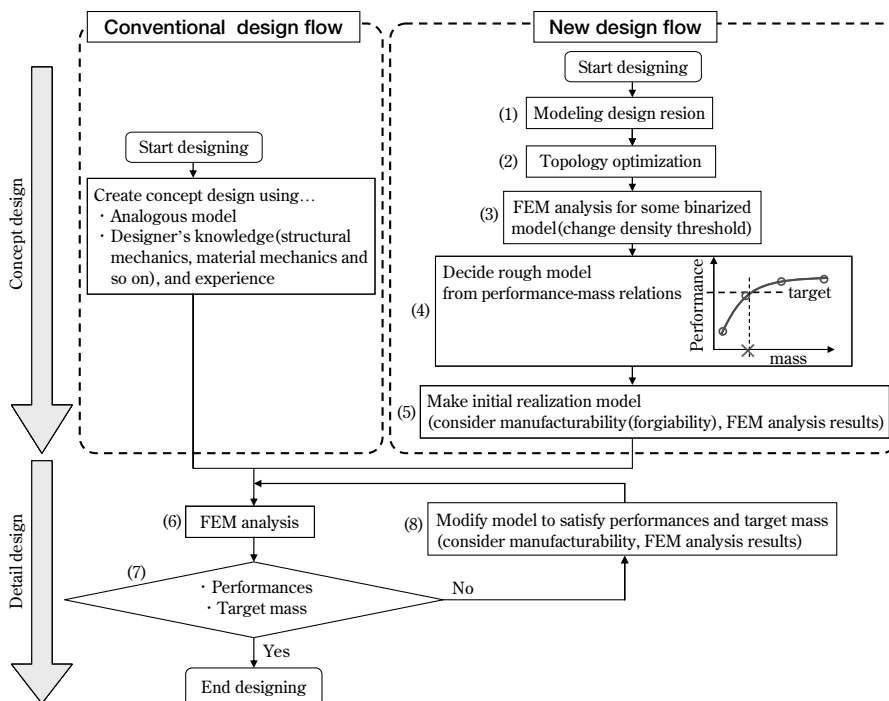 Conventional design flow
New design flow
Concept design
Detail design
Start designing
Create concept design using…
・Analogous model
・Designer's knowledge(structural
mechanics, material mechanics and
so on), and experience
Start designing
(1)
Modeling design resion
(2)
Topology optimization
(3)
FEM analysis for some binarized
model(change density threshold)
(4)
Decide rough model
from performance-mass relations
Performance
target
mass
(5)
Make initial realization model
(consider manufacturability(forgiability), FEM analysis results)
(6)
FEM analysis
(8)
Modify model to satisfy performances and target mass
(consider manufacturability, FEM analysis results)
(7)
・Performances
・Target mass
No
Yes
End designing